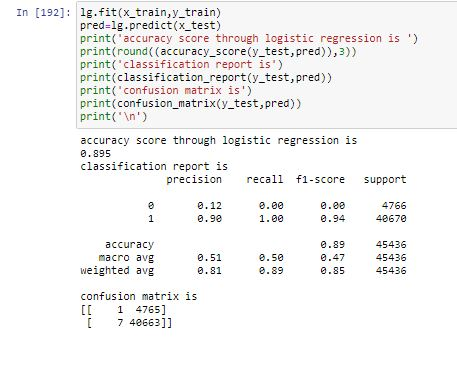 In [192]: lg.fit(x_train,y_train)
pred=lg.predict(x_test)
print('accuracy score through logistic regression is ')
print(round((accuracy_score(y_test,pred)),3))
print('classification report is')
print(classification_report(y_test,pred))
print('confusion matrix is')
print(confusion_matrix(y_test,pred))
print('\n')
accuracy score through logistic regression is
0.895
classification report is
precision recall f1-score support
0 0.12 0.00 0.00 4766
1 0.90 1.00 0.94 40670
accuracy 0.89 45436
macro avg 0.51 0.50 0.47 45436
weighted avg 0.81 0.89 0.85 45436
confusion matrix is
[[ 1 4765]
[ 7 40663]]